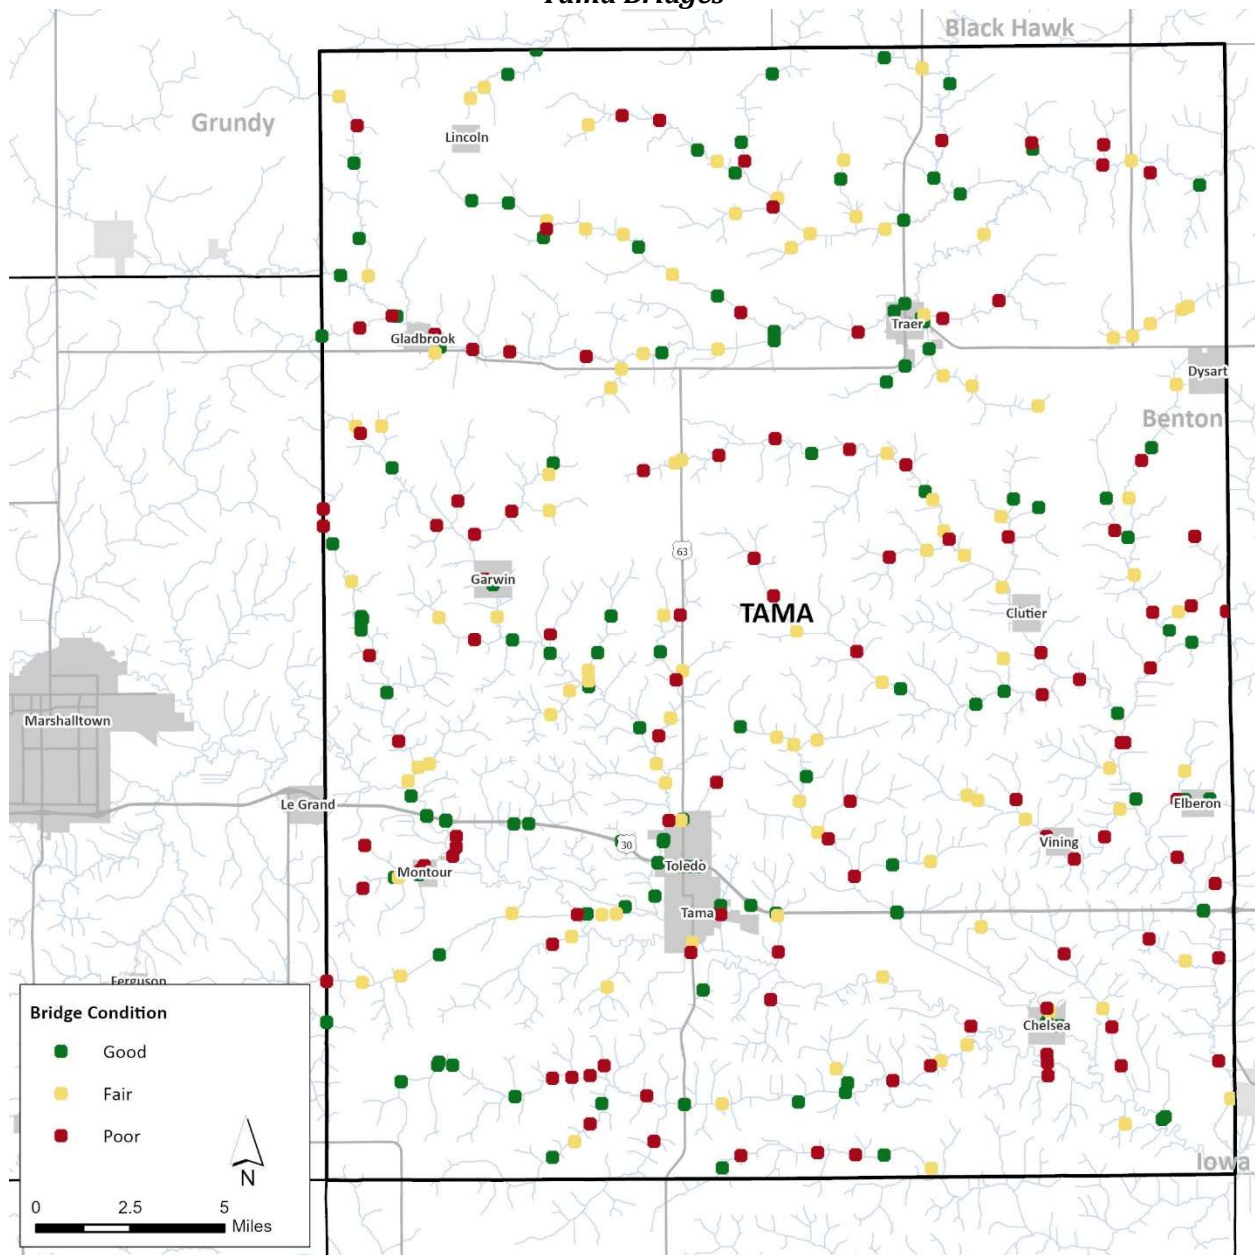 Tama Bridges
Black Hawk
Grundy
Lincoln
Gladbrook
Traer
Dysart
Benton
63
Garwin
TAMA
Clutier
Marshalltown
Le Grand
Elberon
30
Vining
Montour
Toledo
Tama
Ferguson
Chelsea
Bridge Condition
Good
Fair
Poor
N
0 2.5 5
Miles
Iowa